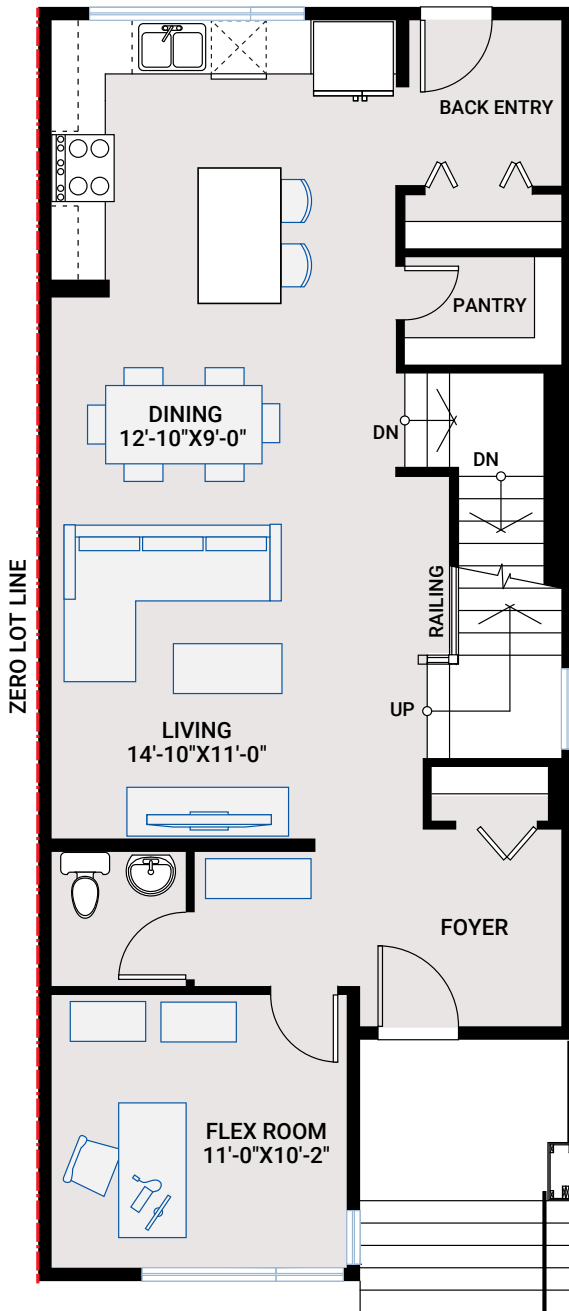 BACK ENTRY
PANTRY
DINING
12'-10"X9'-0"
DN
DN
RAILING
ZERO LOT LINE
UP
LIVING
14'-10"X11'-0"
FOYER
FLEX ROOM
11'-0"X10'-2"